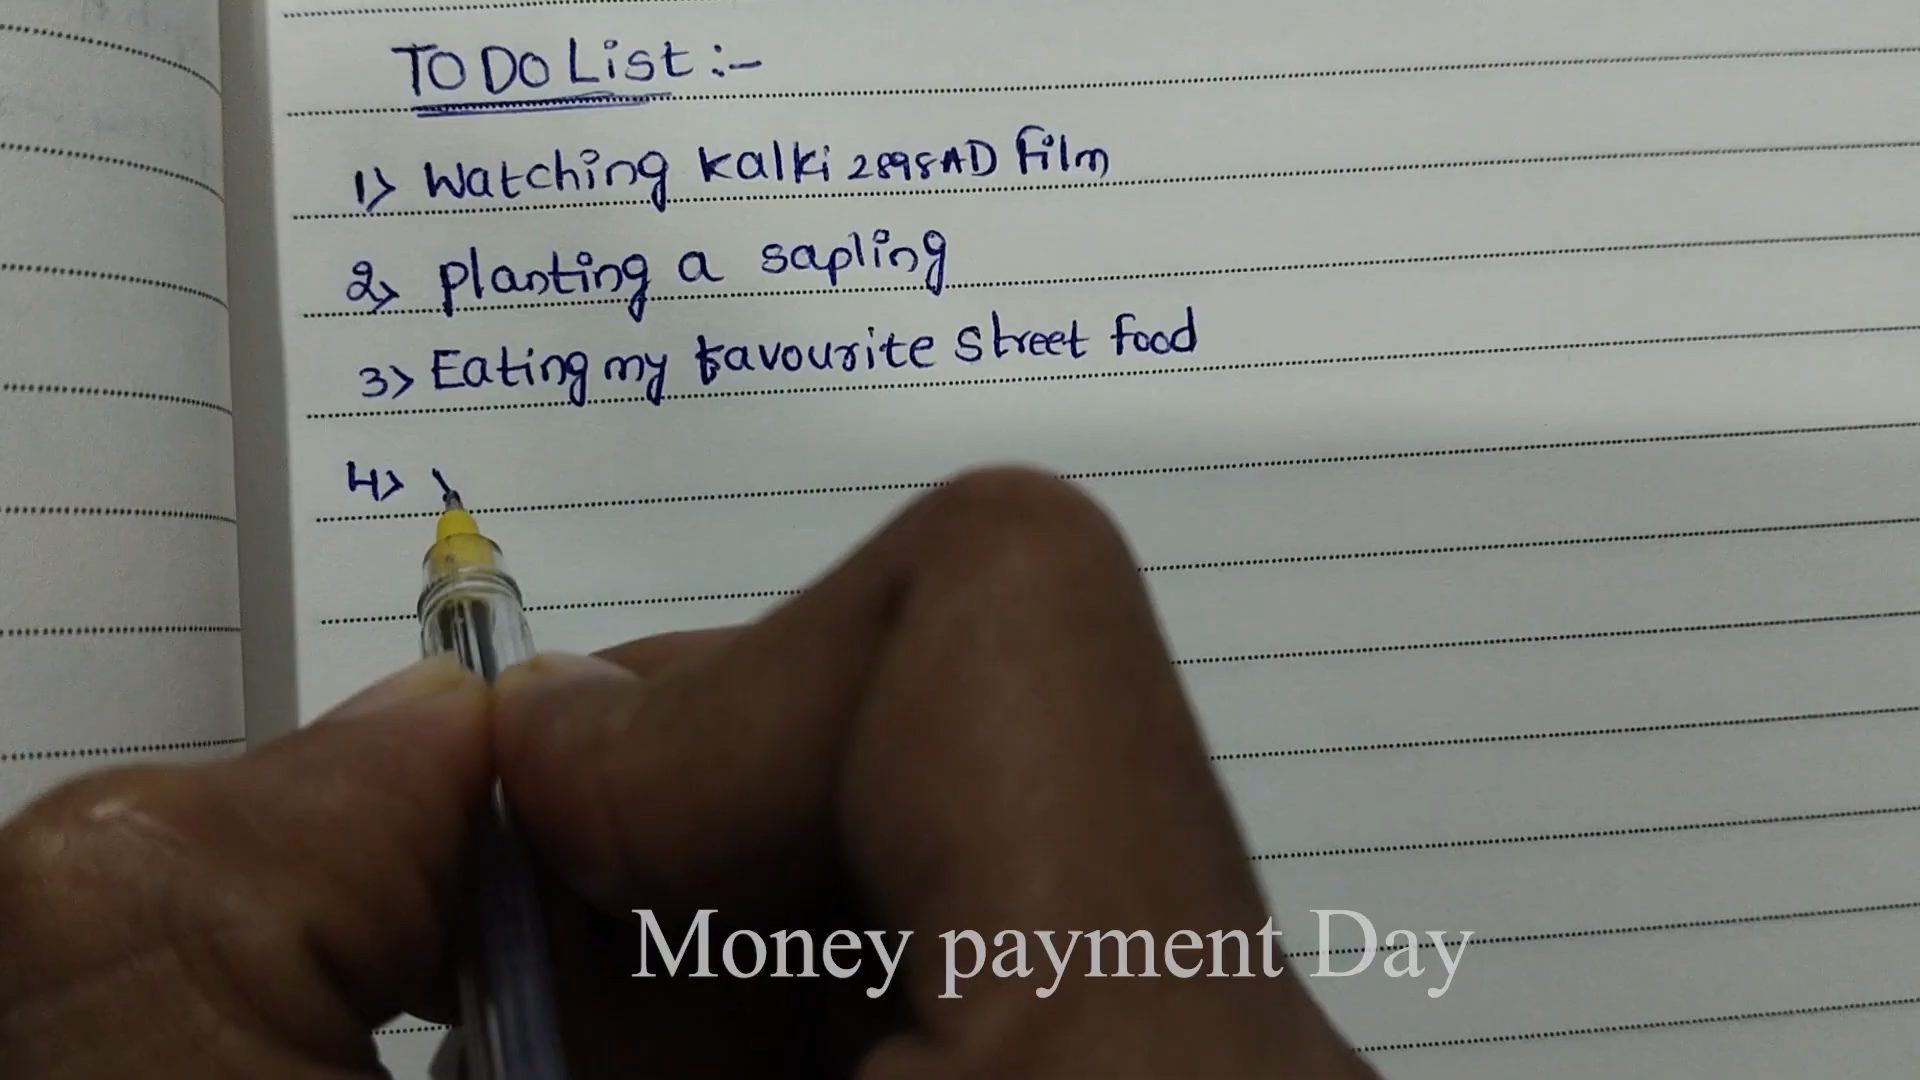 TO DO List :-
1) Watching Kalki 2898AD film
2) planting a sapling
3) Eating my favourite street food
4)
Money payment Day